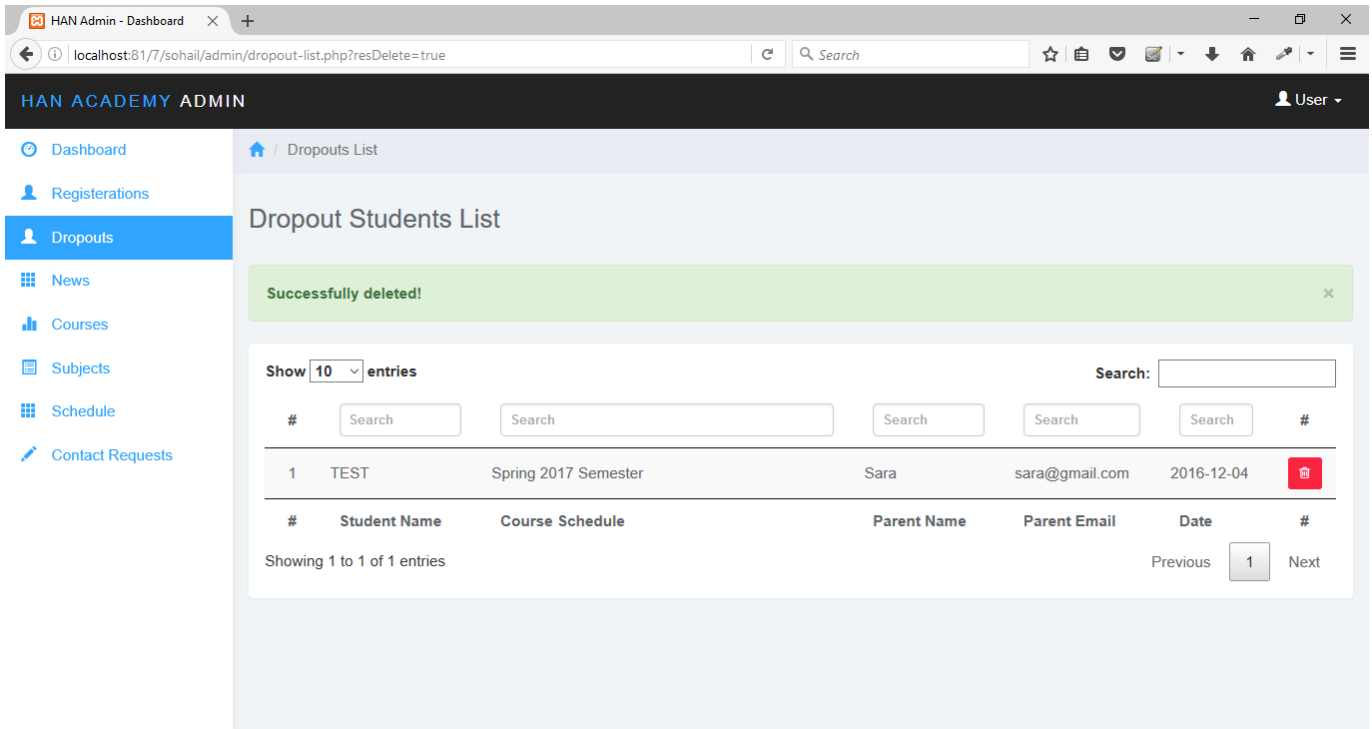 HAN Admin - Dashboard
localhost:81/7/sohail/admin/dropout-list.php?resDelete=true
Search
HAN ACADEMY ADMIN
User
Dashboard
Registerations
Dropouts
News
Courses
Subjects
Schedule
Contact Requests
/ Dropouts List
Dropout Students List
Successfully deleted! ×
Show 10 entries Search:
# Search Search Search Search Search #
1 TEST Spring 2017 Semester Sara sara@gmail.com 2016-12-04
# Student Name Course Schedule Parent Name Parent Email Date #
Showing 1 to 1 of 1 entries Previous 1 Next